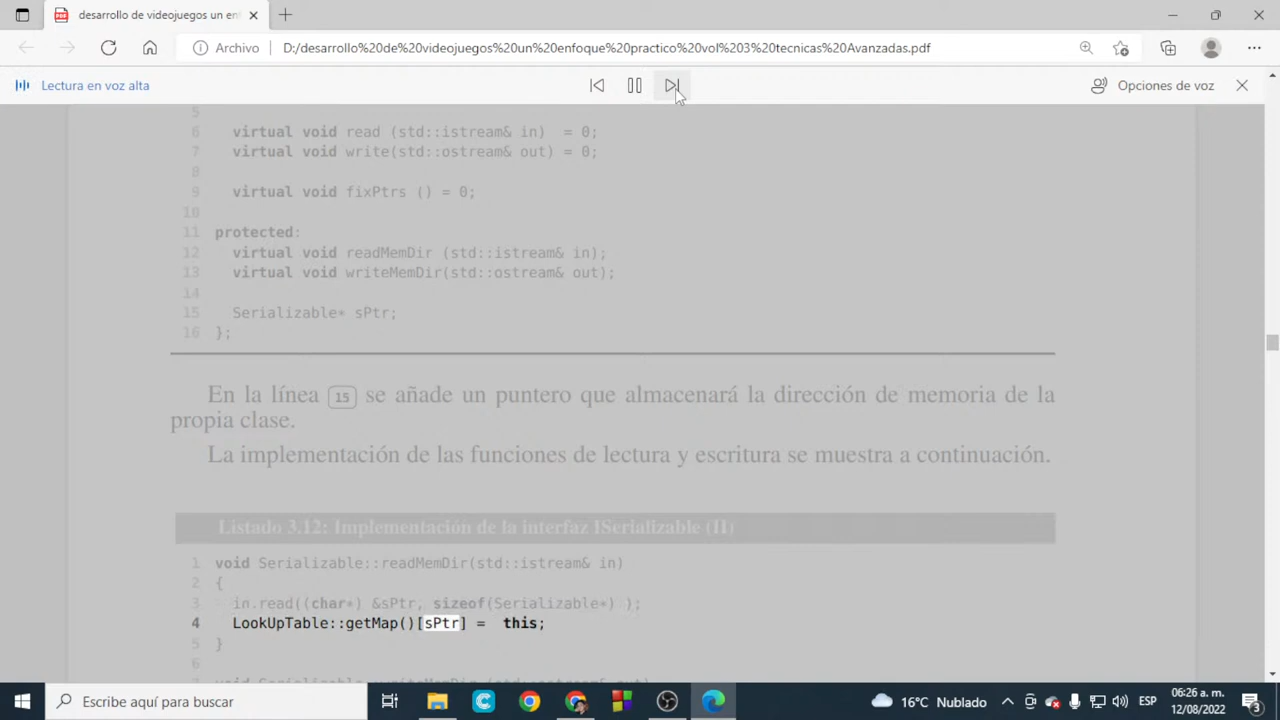 desarrollo de videojuegos un en
Archivo D:/desarrollo%20de%20videojuegos%20un%20enfoque%20practico%20vol%203%20tecnicas%20Avanzadas.pdf
Lectura en voz alta
Opciones de voz
5
6 virtual void read (std::istream& in) = 0;
7 virtual void write(std::ostream& out) = 0;
8
9 virtual void fixPtrs () = 0;
10
11 protected:
12 virtual void readMemDir (std::istream& in);
13 virtual void writeMemDir(std::ostream& out);
14
15 Serializable* sPtr;
16 };
En la línea 15 se añade un puntero que almacenará la dirección de memoria de la
propia clase.
La implementación de las funciones de lectura y escritura se muestra a continuación.
Listado 3.12: Implementación de la interfaz ISerializable (II)
1 void Serializable::readMemDir(std::istream& in)
2 {
3 in.read((char*) &sPtr, sizeof(Serializable*) );
4 LookUpTable::getMap()[sPtr] = this;
5 }
6
void Serializable::writeMemDir(std::ostream& out)
Escribe aquí para buscar
16°C Nublado
ESP
06:26 a. m.
12/08/2022
3